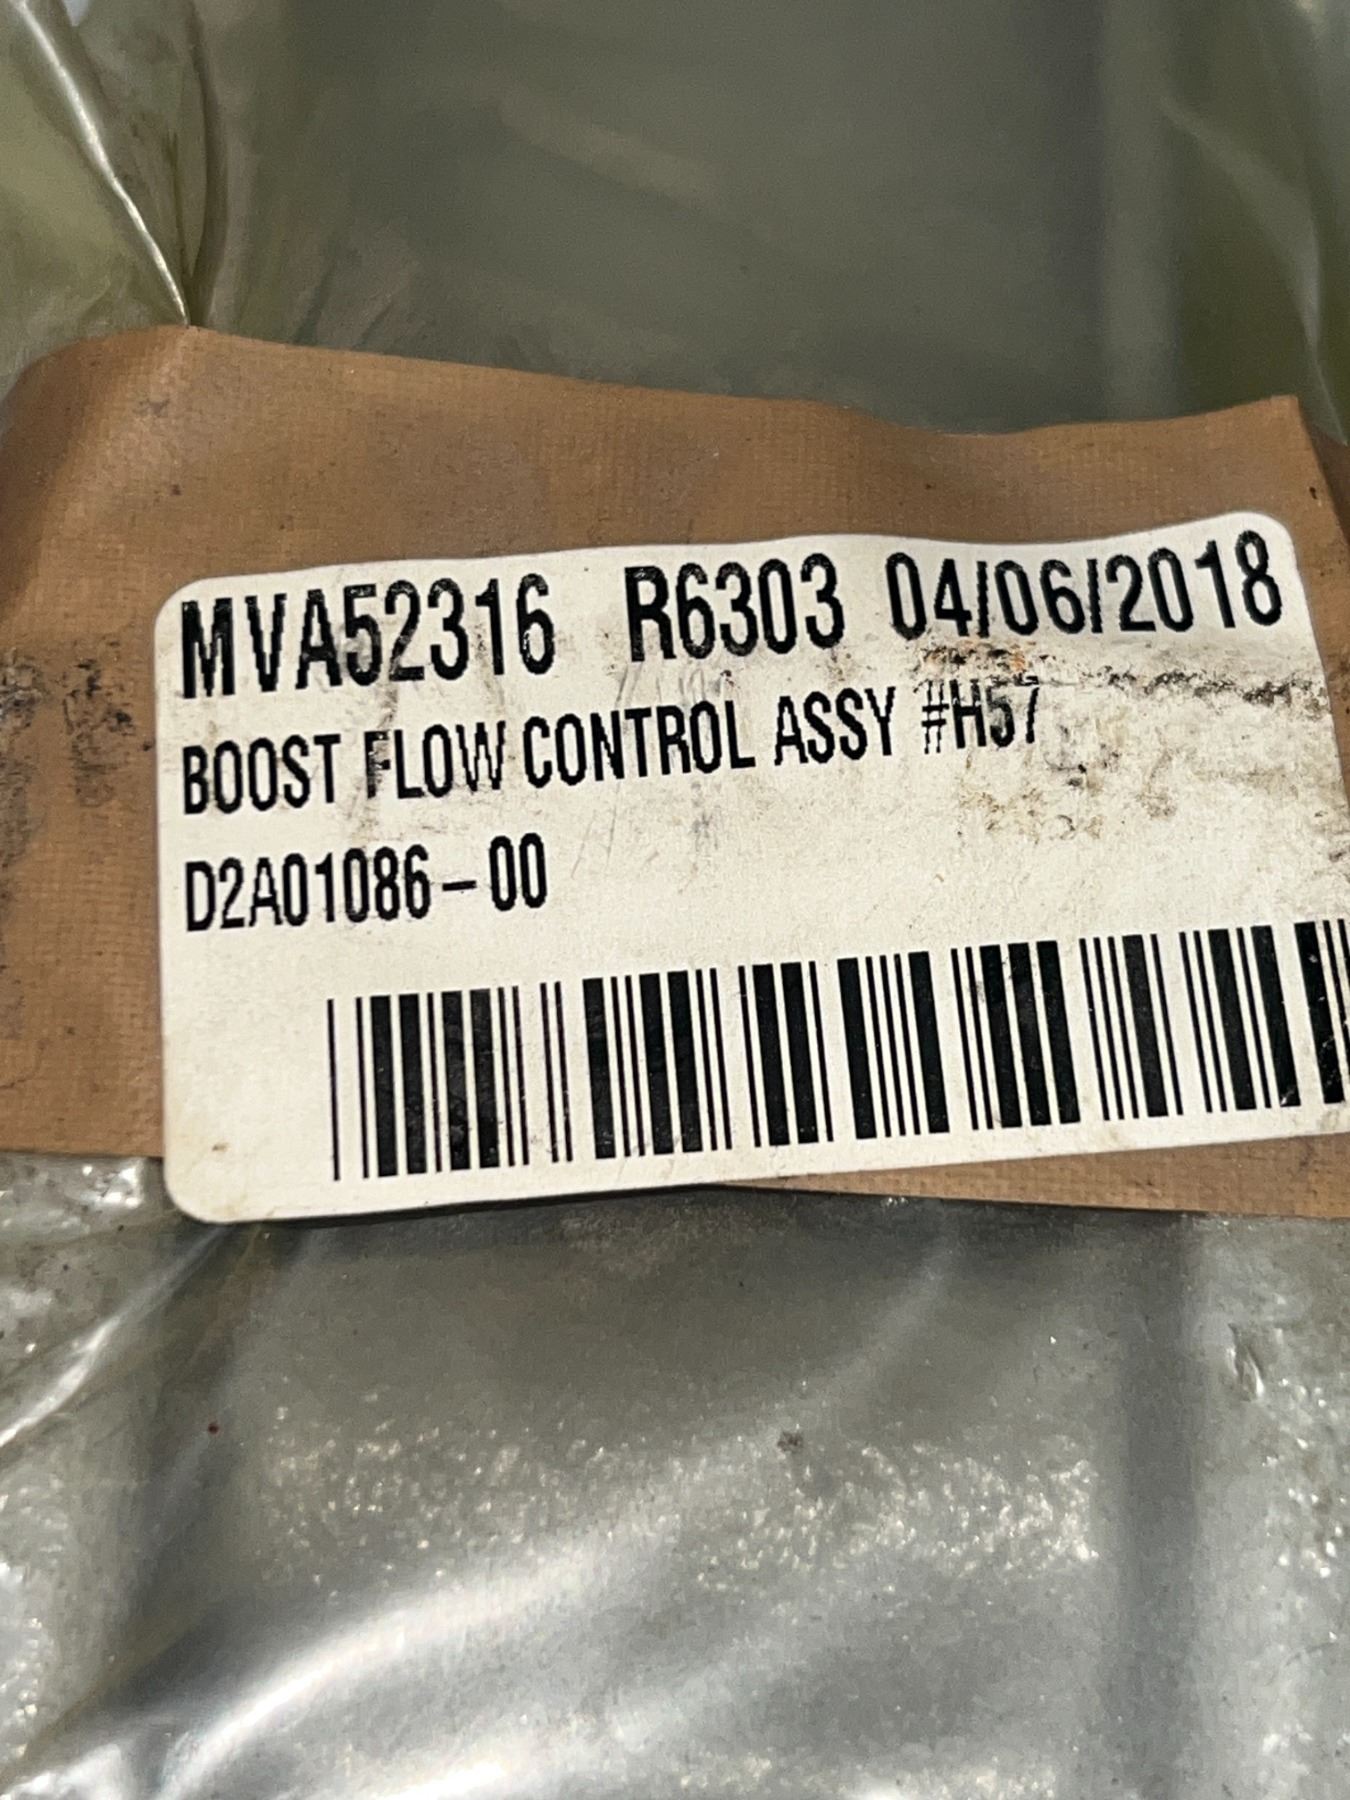 MVA52316 R6303 04/06/2018
BOOST FLOW CONTROL ASSY #H57
D2A01086-00